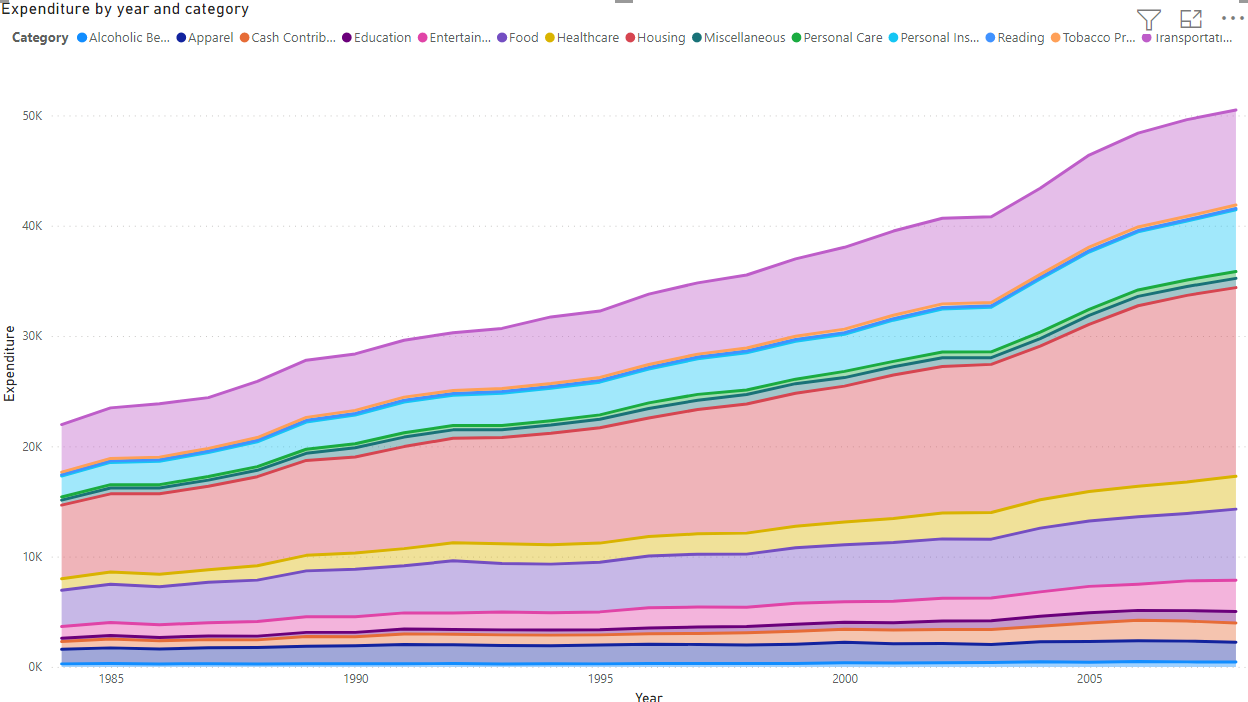 Expenditure by year and category
Category Alcoholic Be... Apparel Cash Contrib... Education Entertain... Food Healthcare Housing Miscellaneous Personal Care Personal Ins... Reading Tobacco Pr... Transportati...
50K
40K
30K
20K
10K
0K
Expenditure
1985 1990 1995 2000 2005
Year